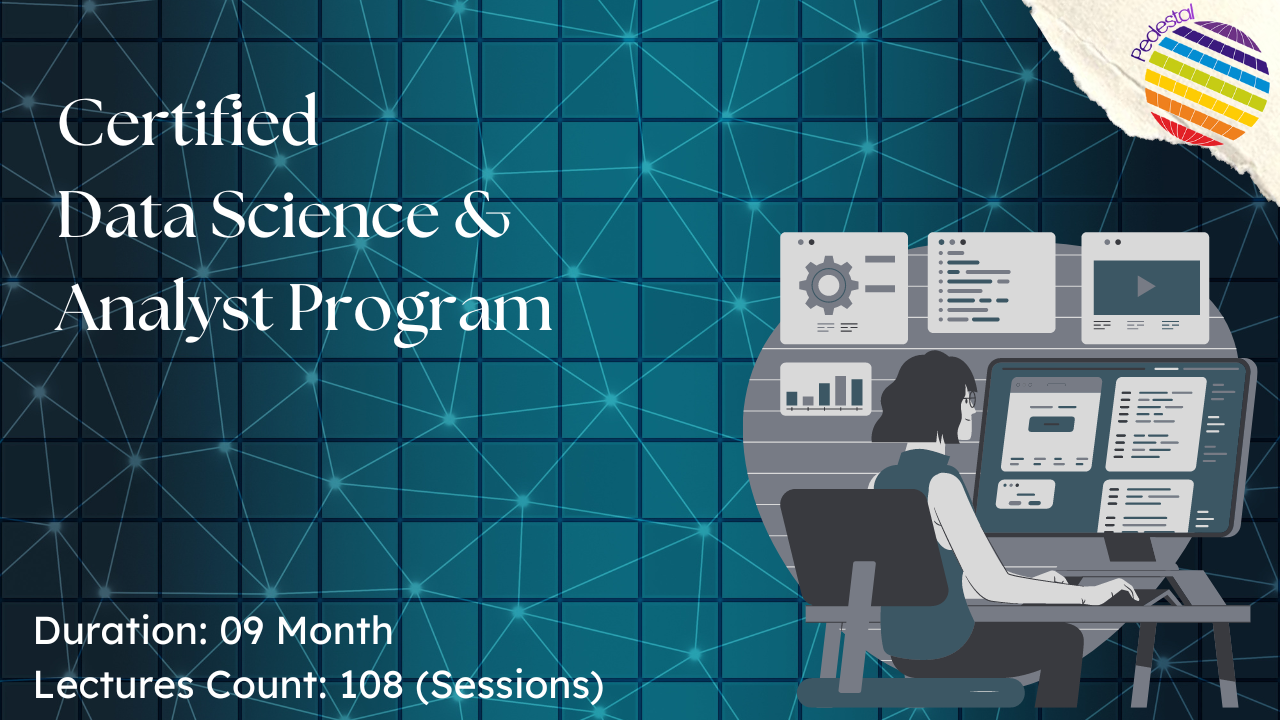 Pedestal
Certified
Data Science &
Analyst Program
Duration: 09 Month
Lectures Count: 108 (Sessions)